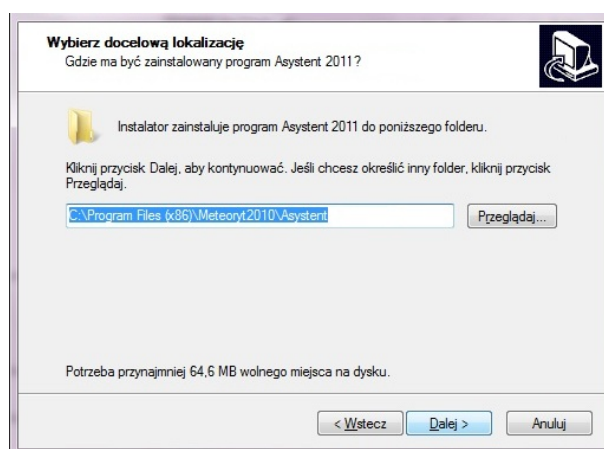 Wybierz docelową lokalizację
Gdzie ma być zainstalowany program Asystent 2011?
Instalator zainstaluje program Asystent 2011 do poniższego folderu.
Kliknij przycisk Dalej, aby kontynuować. Jeśli chcesz określić inny folder, kliknij przycisk
Przeglądaj.
C:\Program Files (x86)\Meteoryt2010\Asystent
Przeglądaj...
Potrzeba przynajmniej 64,6 MB wolnego miejsca na dysku.
< Wstecz
Dalej >
Anuluj